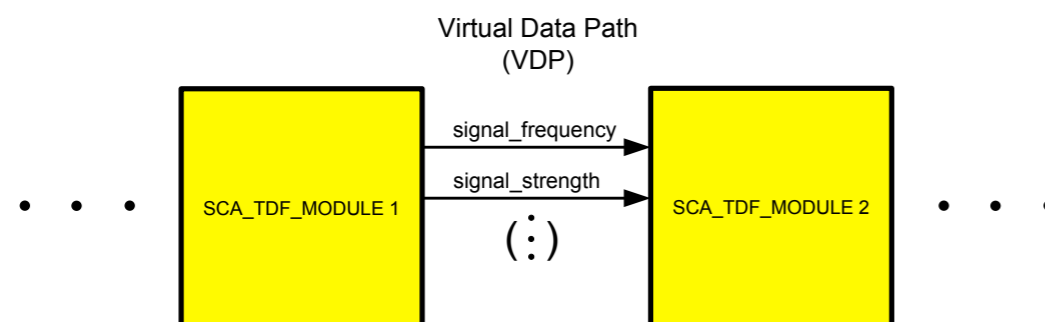 Virtual Data Path
(VDP)
signal_frequency
signal_strength
SCA_TDF_MODULE 1
SCA_TDF_MODULE 2